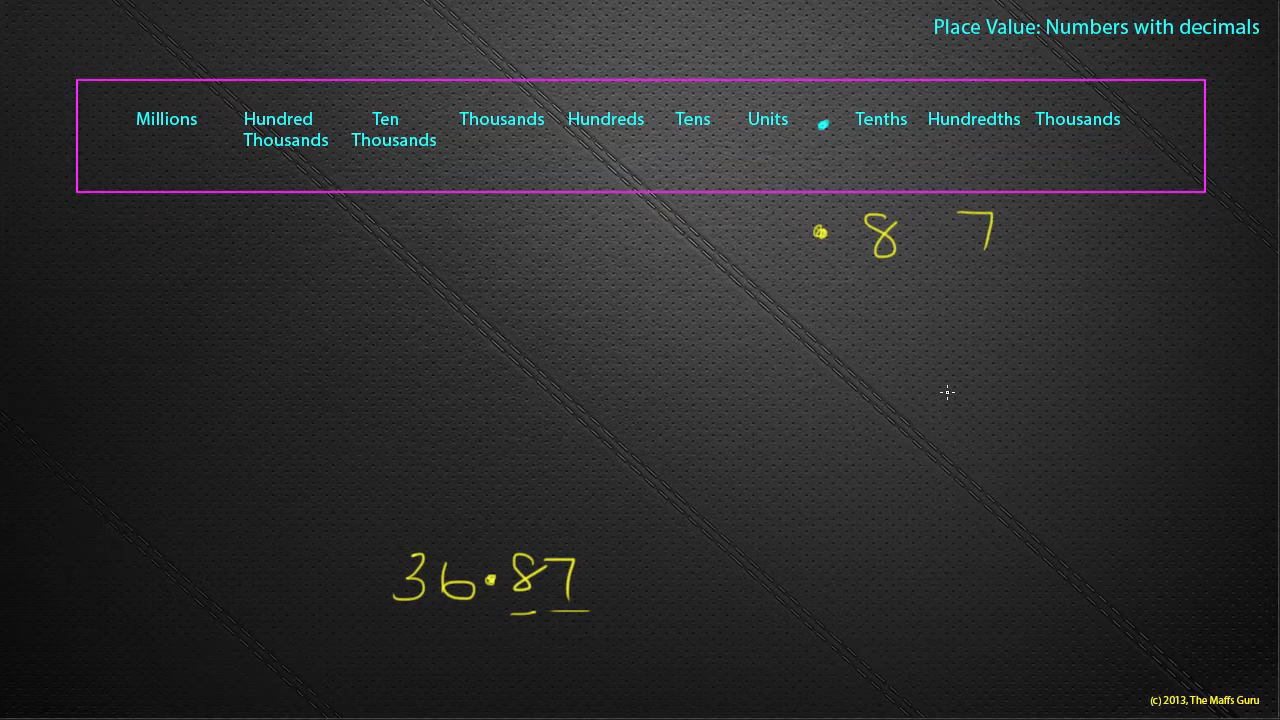 Place Value: Numbers with decimals
Millions Hundred Thousands Ten Thousands Thousands Hundreds Tens Units . Tenths Hundredths Thousands
. 8 7
36.87
(c) 2013, The Maffs Guru